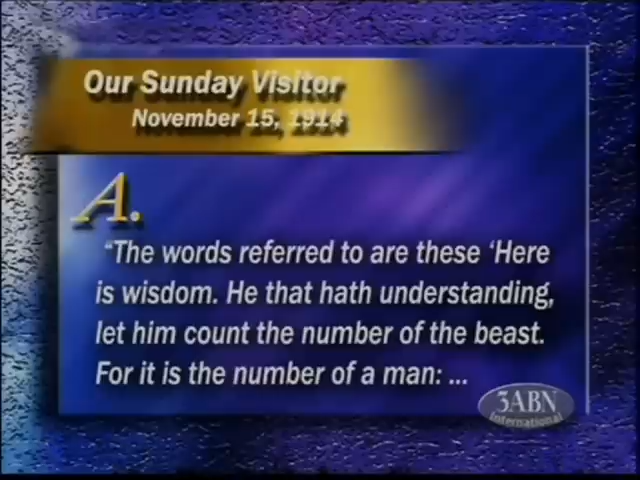 Our Sunday Visitor
November 15, 1914
A.
“The words referred to are these ‘Here
is wisdom. He that hath understanding,
let him count the number of the beast.
For it is the number of a man: ...
3ABN
International